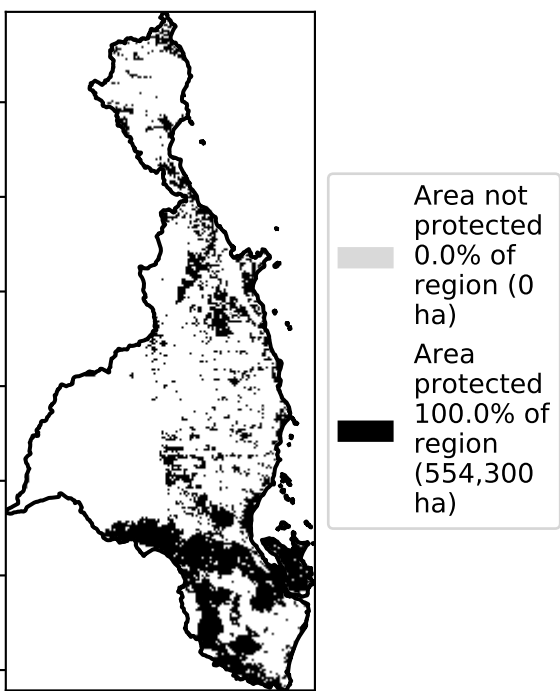 Area not
protected
0.0% of
region (0
ha)
Area
protected
100.0% of
region
(554,300
ha)